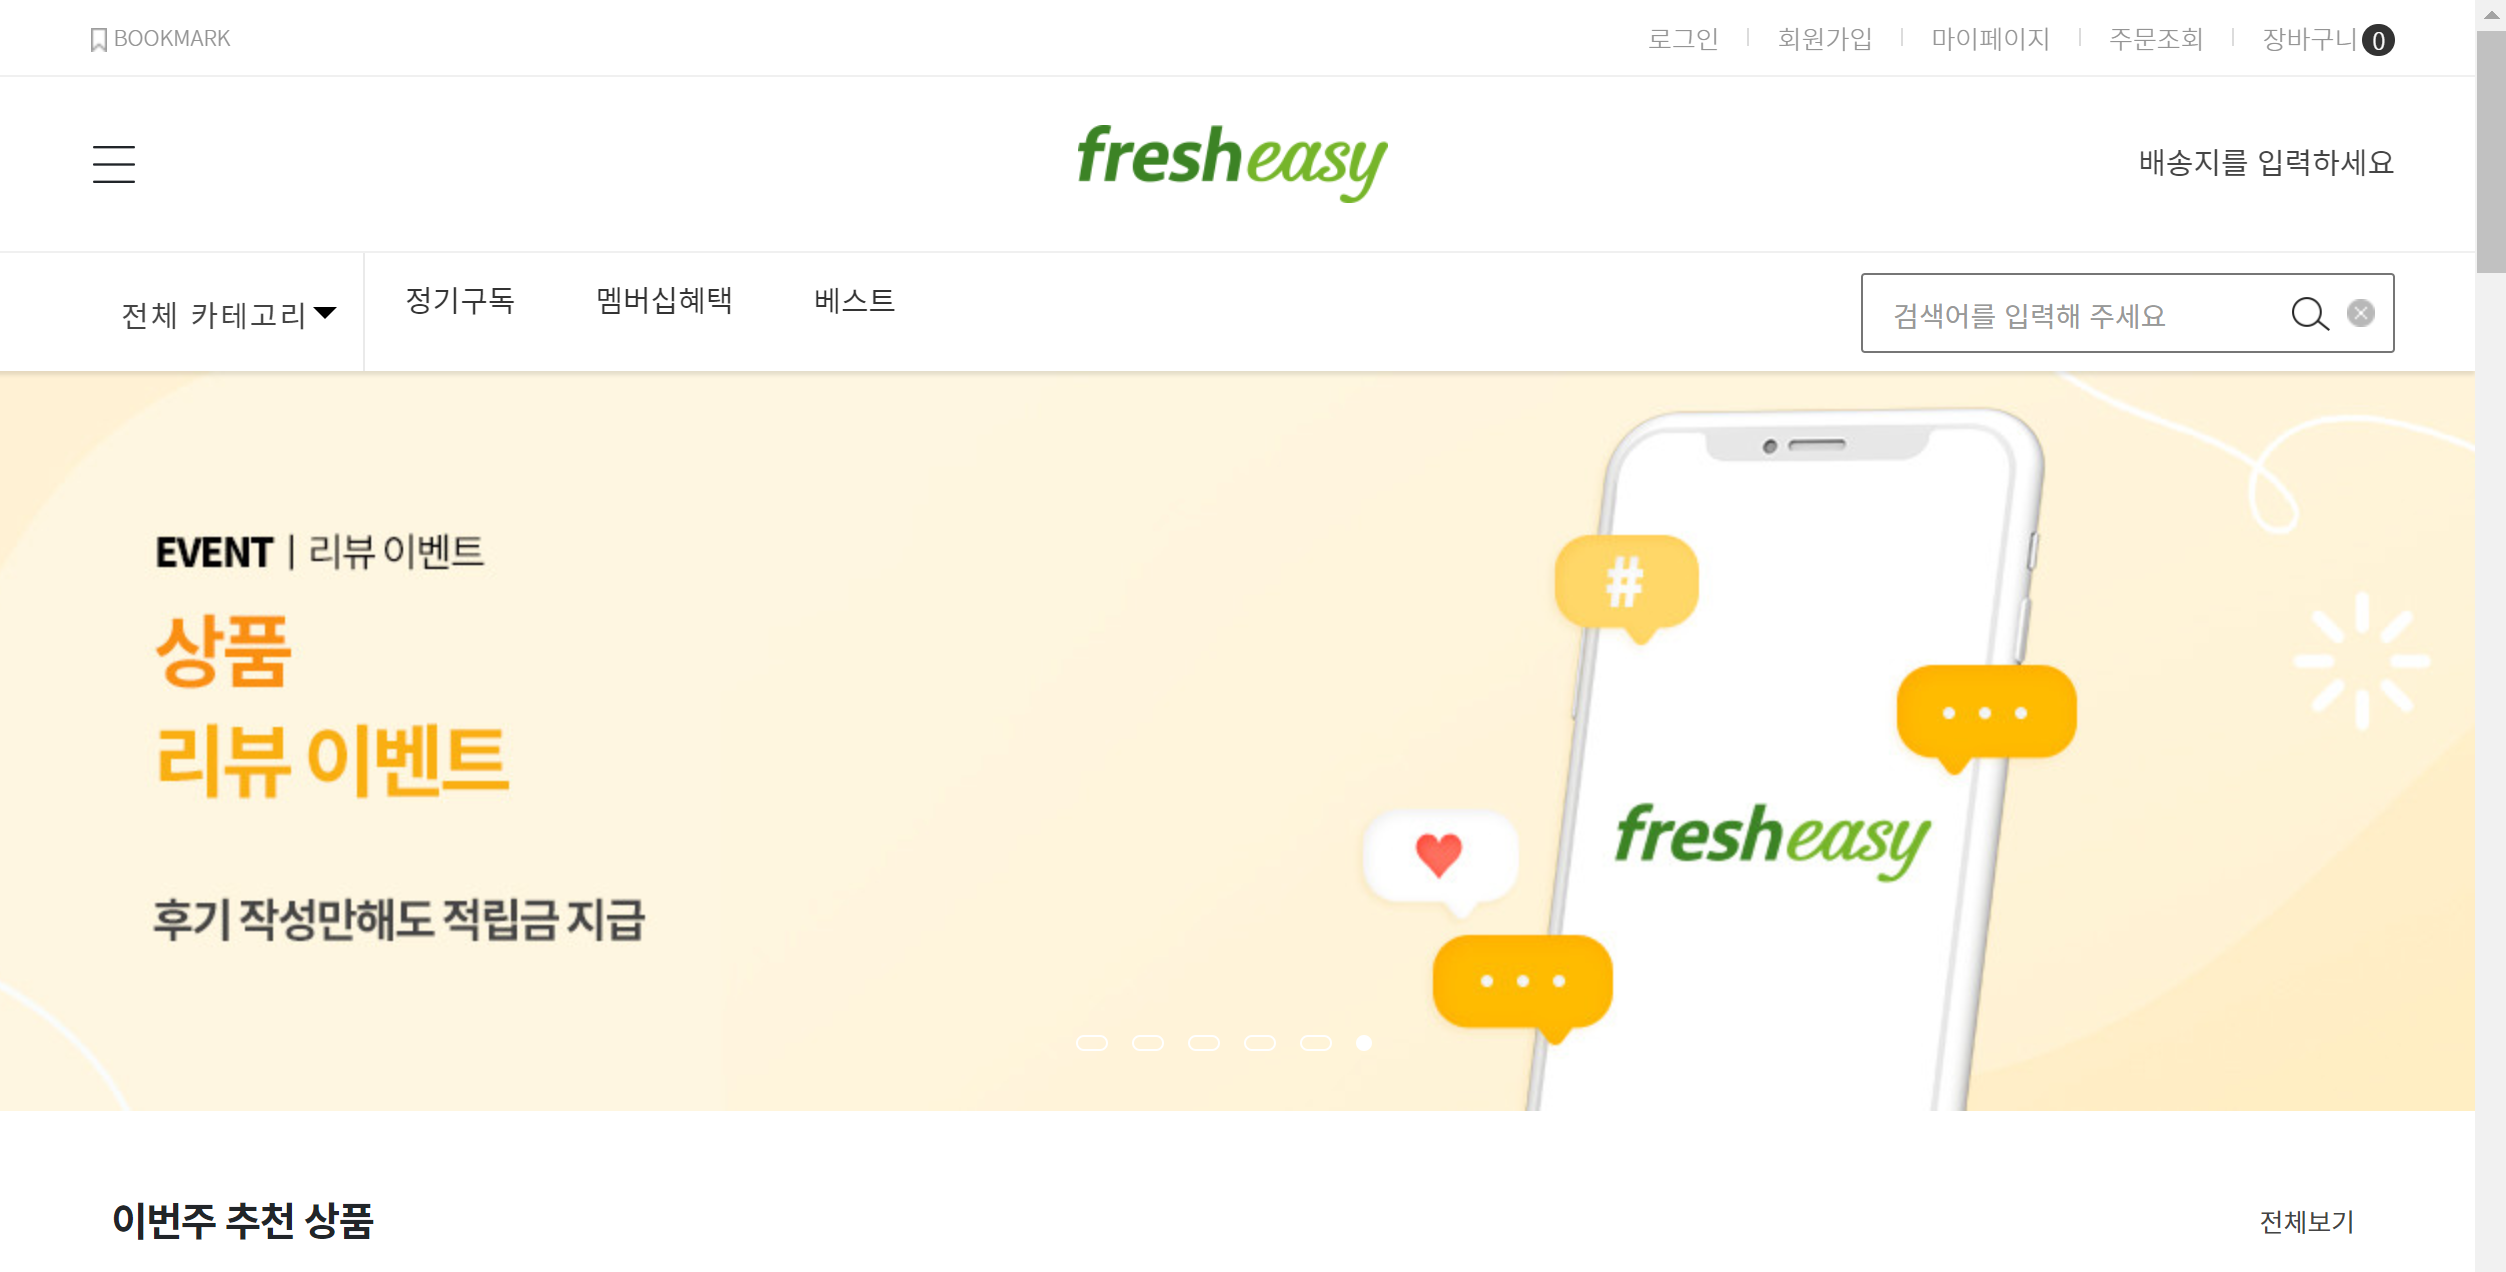 BOOKMARK
로그인
회원가입
마이페이지
주문조회
장바구니 0
fresheasy
배송지를 입력하세요
전체 카테고리
정기구독
멤버십혜택
베스트
검색어를 입력해 주세요
EVENT | 리뷰 이벤트
상품
리뷰 이벤트
후기 작성만해도 적립금 지급
#
fresheasy
이번주 추천 상품
전체보기